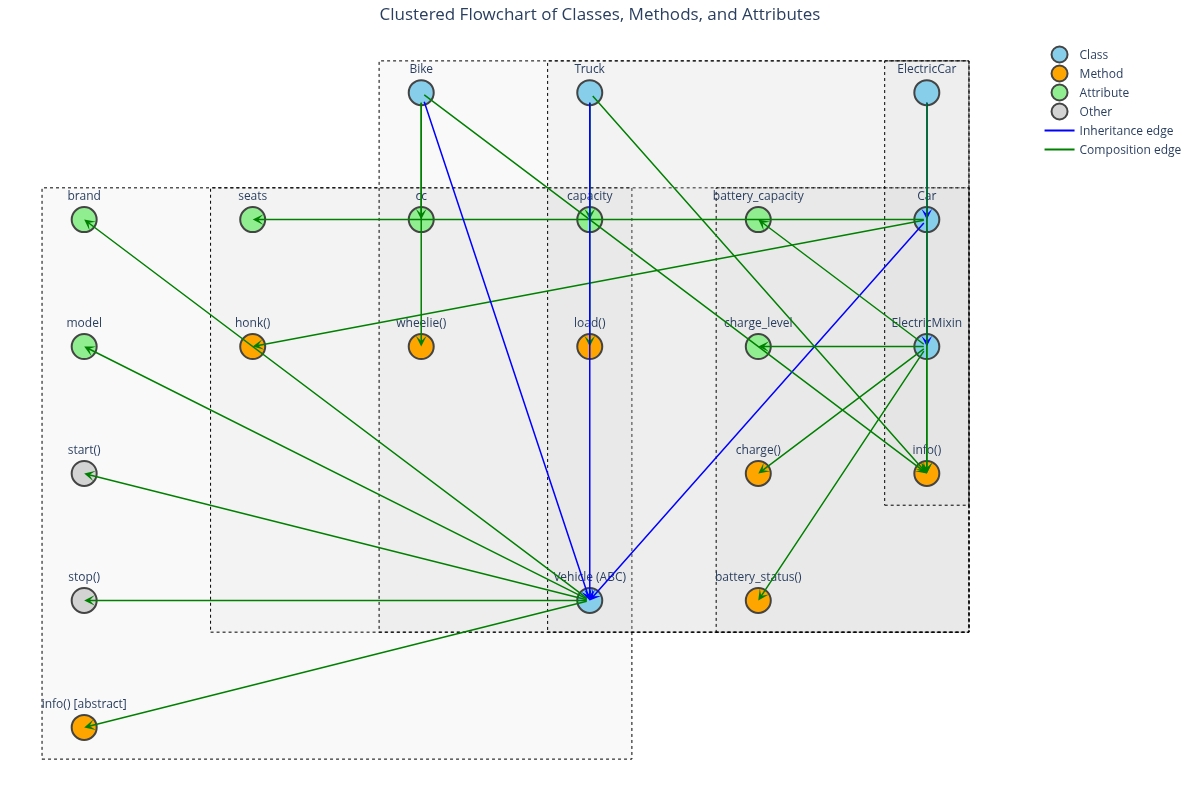 Clustered Flowchart of Classes, Methods, and Attributes
Bike
Truck
ElectricCar
Class
Method
Attribute
Other
Inheritance edge
Composition edge
brand
seats
cc
capacity
battery_capacity
Car
model
honk()
wheelie()
load()
charge_level
ElectricMixin
start()
charge()
info()
stop()
Vehicle (ABC)
battery_status()
info() [abstract]